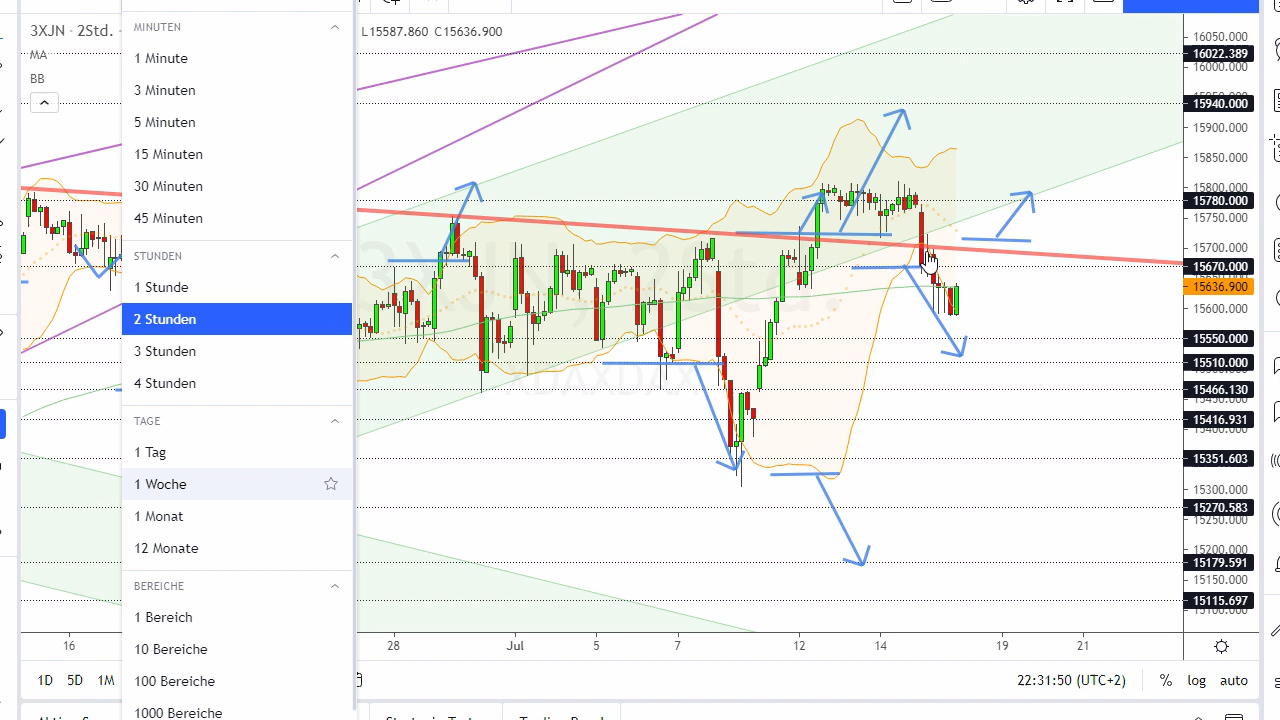 3XJN · 2Std. ·
L15587.860 C15636.900
MA
BB
MINUTEN
1 Minute
3 Minuten
5 Minuten
15 Minuten
30 Minuten
45 Minuten
STUNDEN
1 Stunde
2 Stunden
3 Stunden
4 Stunden
TAGE
1 Tag
1 Woche
1 Monat
12 Monate
BEREICHE
1 Bereich
10 Bereiche
100 Bereiche
1000 Bereiche
3XJN, 2Std.
16050.000
16022.389
16000.000
15940.000
15900.000
15850.000
15800.000
15780.000
15750.000
15700.000
15670.000
15636.900
15600.000
15550.000
15510.000
15466.130
15416.931
15351.603
15300.000
15270.583
15250.000
15200.000
15179.591
15150.000
15115.697
16
28
Jul
5
7
12
14
19
21
1D
5D
1M
22:31:50 (UTC+2)
%
log
auto